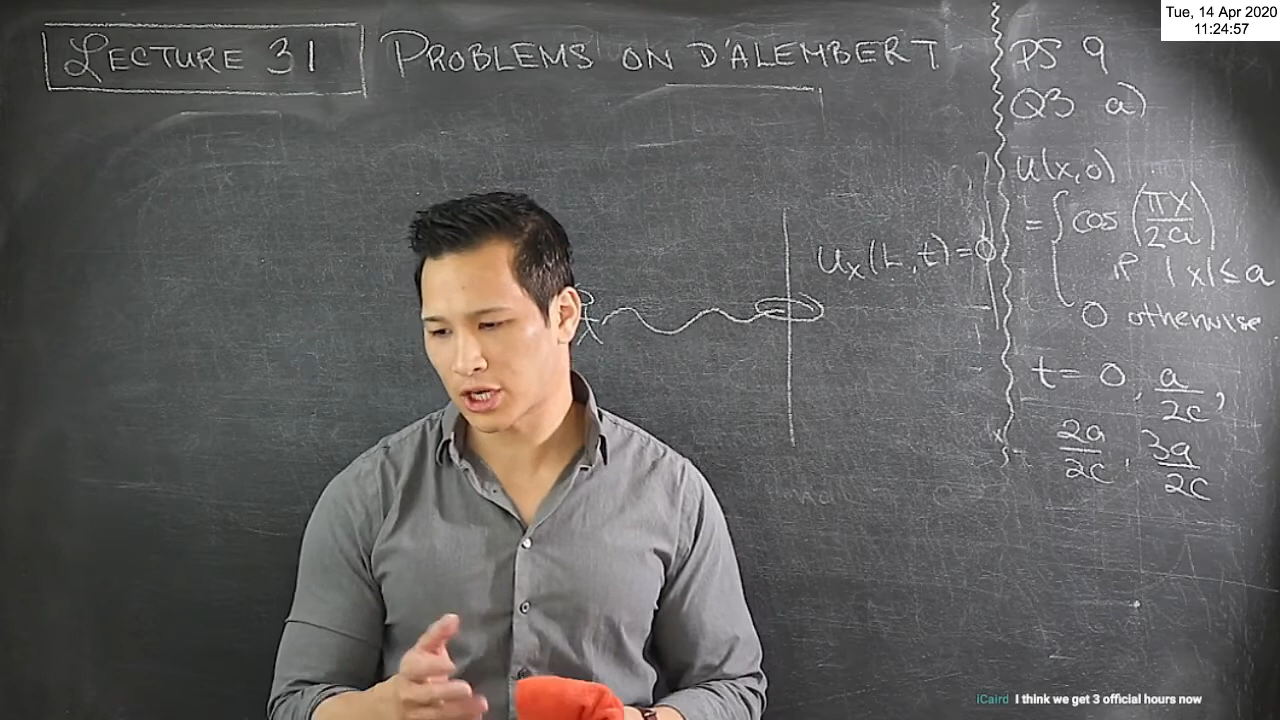 Tue, 14 Apr 2020
11:24:57
LECTURE 31
PROBLEMS ON D'ALEMBERT
PS 9
Q3 a)
u(x,0)
= { cos (πx/2a)
if |x| ≤ a
0 otherwise
t = 0, a/2c,
2a/2c, 3a/2c
u_x(L,t)=0
iCaird I think we get 3 official hours now